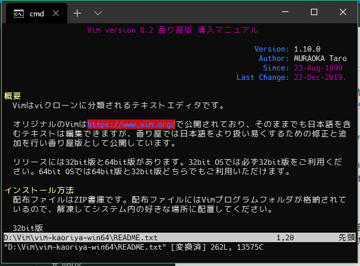 cmd
Vim version 8.2 香り屋版 導入マニュアル
Version: 1.10.0
Author: MURAOKA Taro
Since: 23-Aug-1999
Last Change: 22-Dec-2019.
概要
Vimはviクローンに分類されるテキストエディタです。
オリジナルのVimはhttps://www.vim.org/で公開されており、そのままでも日本語を含
むテキストは編集できますが、香り屋では日本語をより扱い易くするための修正と追
加を行い香り屋版として公開しています。
リリースには32bit版と64bit版があります。32bit OSでは必ず32bit版をご利用くだ
さい。64bit OSでは64bit版と32bit版どちらでもご利用いただけます。
インストール方法
配布ファイルはZIP書庫です。配布ファイルにはVimプログラムフォルダが格納されて
いるので、解凍してシステム内の好きな場所に配置してください。
32bit版
D:\Vim\vim-kaoriya-win64\README.txt 1,20 先頭
"D:\Vim\vim-kaoriya-win64\README.txt" [変換済] 262L, 13575C